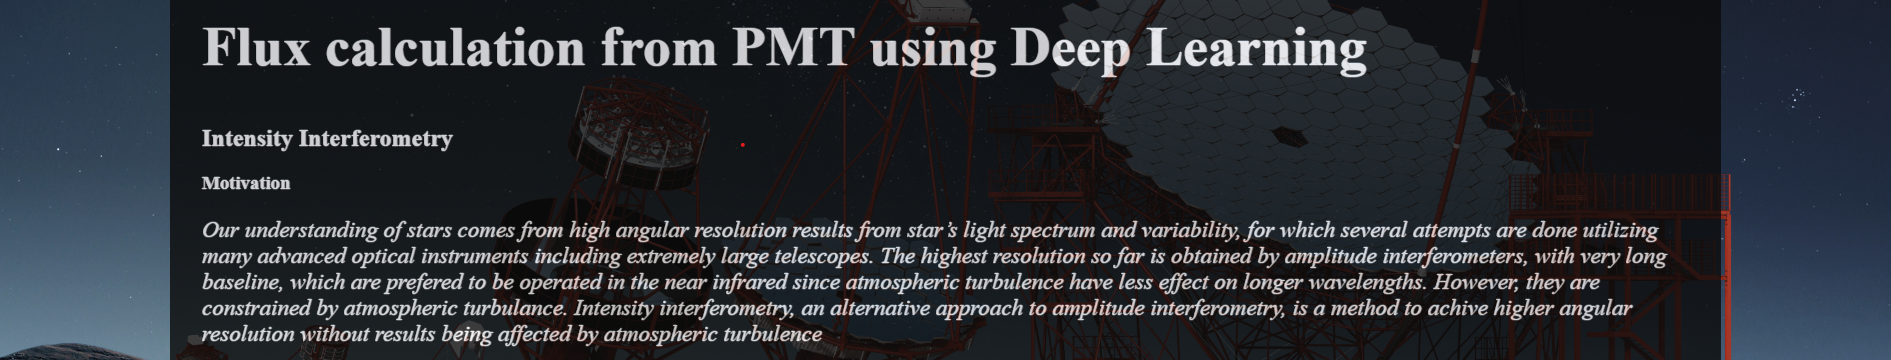 Flux calculation from PMT using Deep Learning
Intensity Interferometry
Motivation
Our understanding of stars comes from high angular resolution results from star's light spectrum and variability, for which several attempts are done utilizing
many advanced optical instruments including extremely large telescopes. The highest resolution so far is obtained by amplitude interferometers, with very long
baseline, which are prefered to be operated in the near infrared since atmospheric turbulence have less effect on longer wavelengths. However, they are
constrained by atmospheric turbulance. Intensity interferometry, an alternative approach to amplitude interferometry, is a method to achive higher angular
resolution without results being affected by atmospheric turbulence